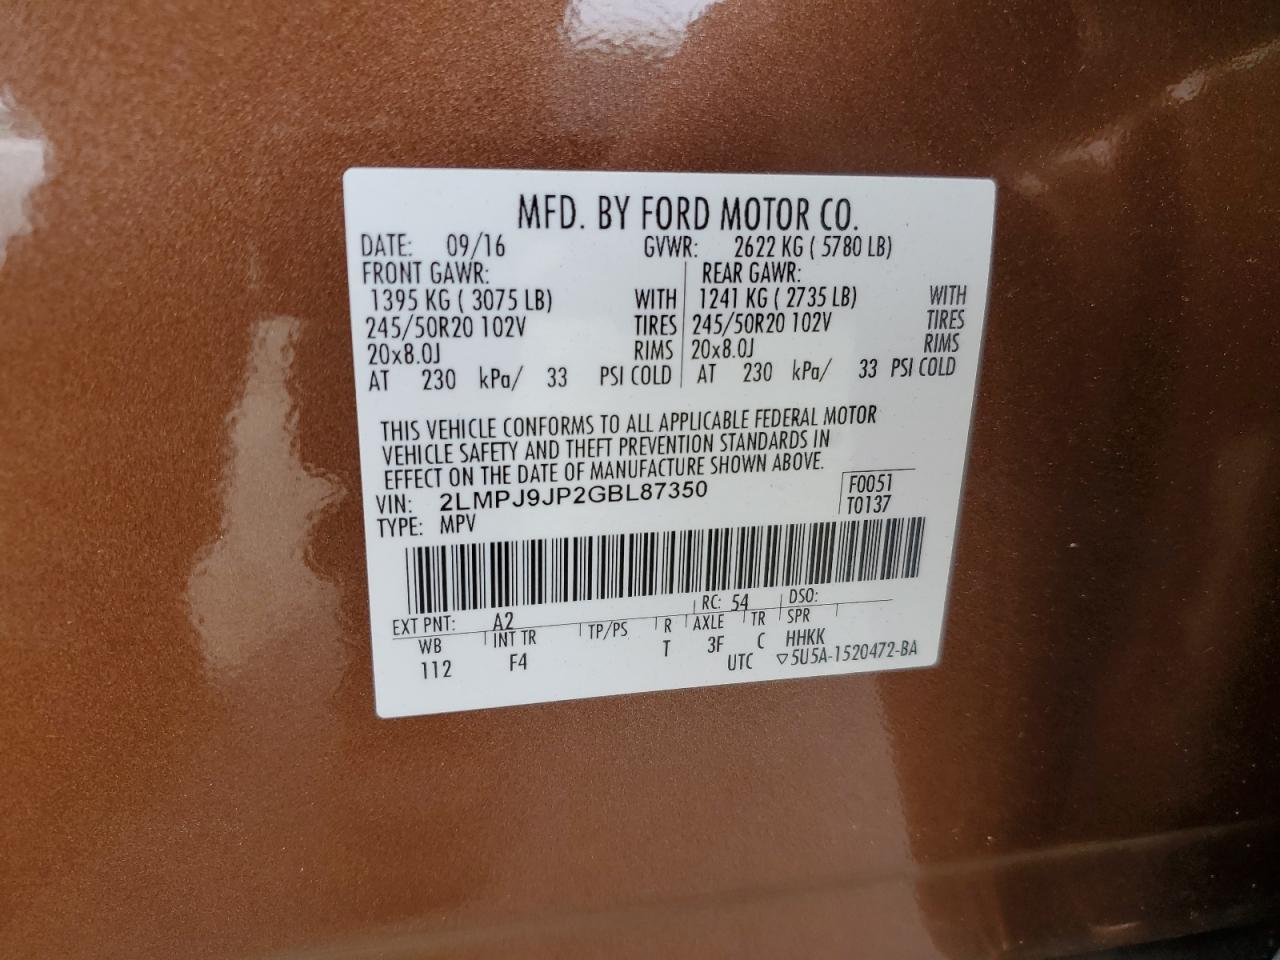 MFD. BY FORD MOTOR CO.
DATE: 09/16 GVWR: 2622 KG ( 5780 LB)
FRONT GAWR: REAR GAWR:
1395 KG ( 3075 LB) WITH 1241 KG ( 2735 LB) WITH
245/50R20 102V TIRES 245/50R20 102V TIRES
20x8.0J RIMS 20x8.0J RIMS
AT 230 kPa/ 33 PSI COLD AT 230 kPa/ 33 PSI COLD
THIS VEHICLE CONFORMS TO ALL APPLICABLE FEDERAL MOTOR
VEHICLE SAFETY AND THEFT PREVENTION STANDARDS IN
EFFECT ON THE DATE OF MANUFACTURE SHOWN ABOVE.
VIN: 2LMPJ9JP2GBL87350 F0051
TYPE: MPV T0137
EXT PNT: A2 RC: 54 DSO:
WB INT TR TP/PS R AXLE TR SPR
112 F4 T 3F C HHKK
UTC ▽5U5A-1520472-BA